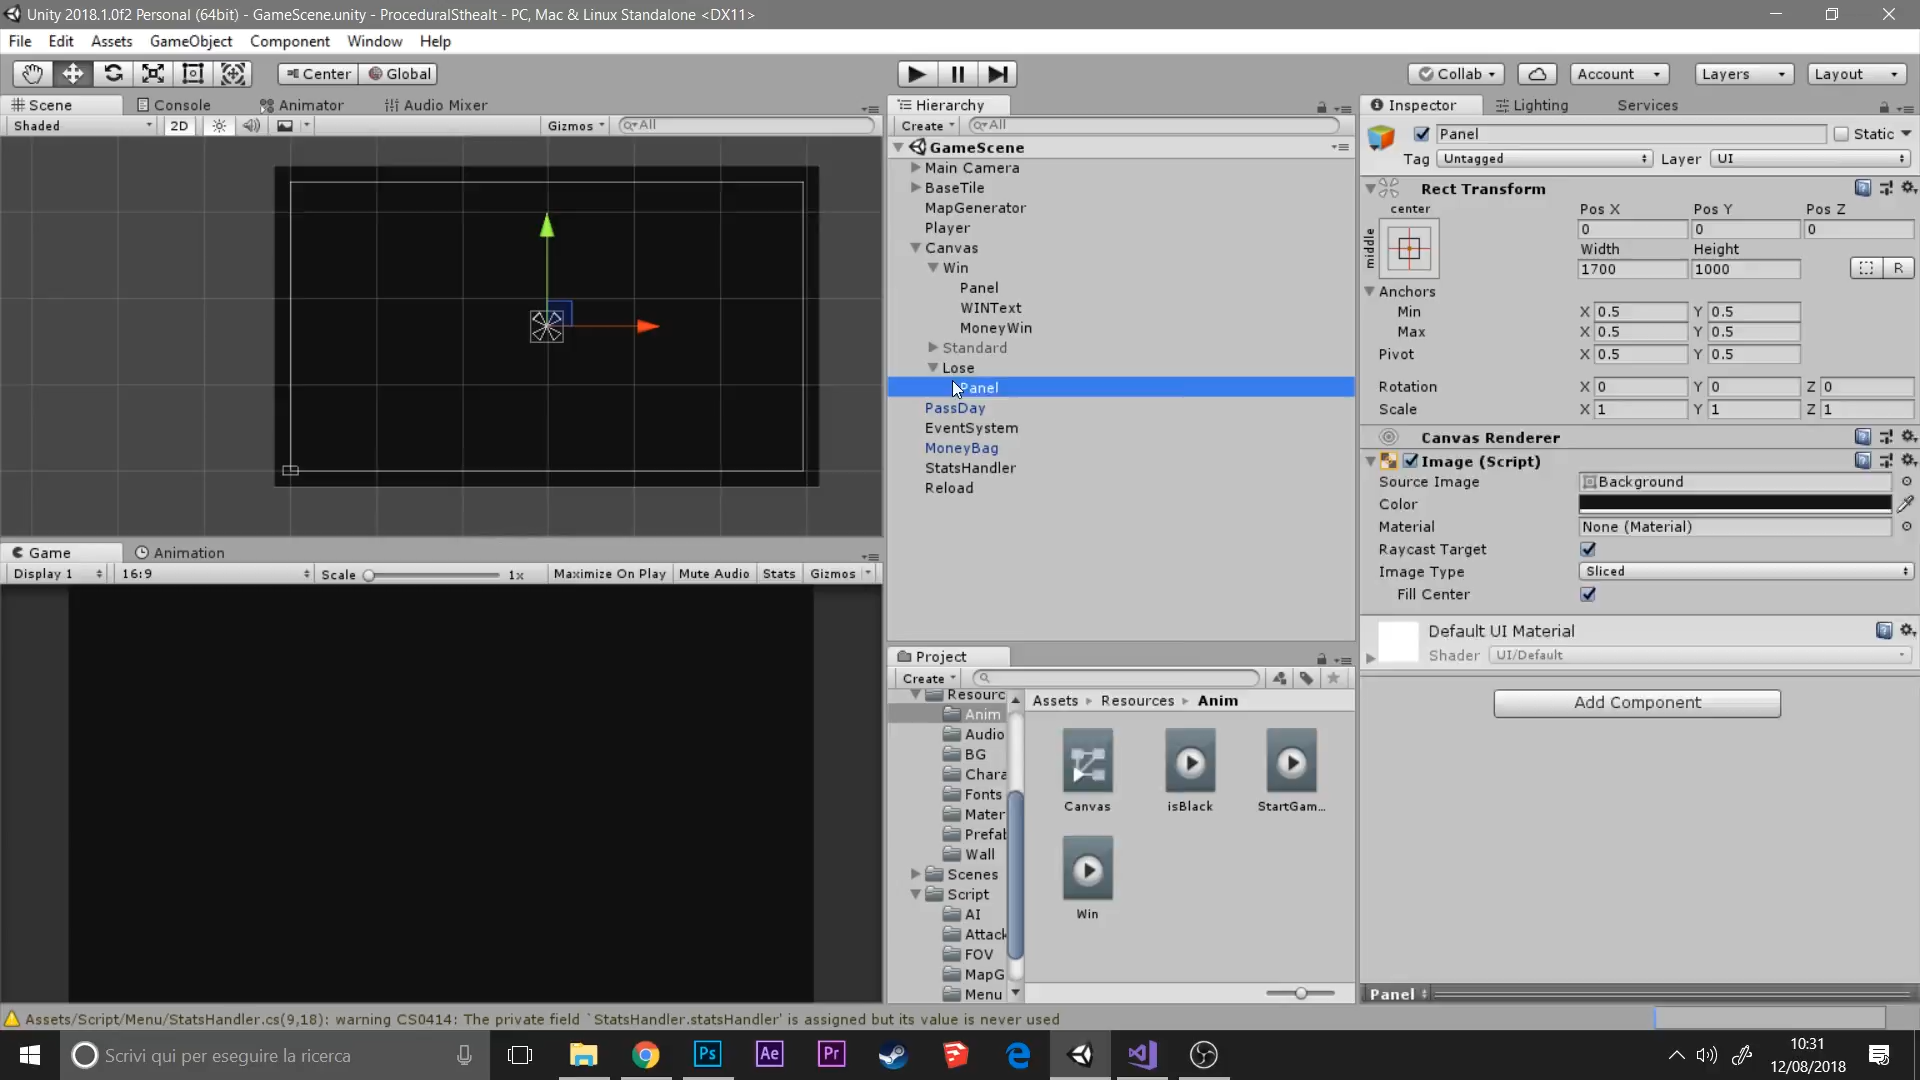 Unity 2018.1.0f2 Personal (64bit) - GameScene.unity - ProceduralSthealt - PC, Mac & Linux Standalone <DX11>
File Edit Assets GameObject Component Window Help
Center Global Collab Account Layers Layout
Scene Console Animator Audio Mixer
Shaded 2D Gizmos All
Hierarchy
Create All
GameScene
Main Camera
BaseTile
MapGenerator
Player
Canvas
Win
Panel
WINText
MoneyWin
Standard
Lose
Panel
PassDay
EventSystem
MoneyBag
StatsHandler
Reload
Inspector Lighting Services
Panel Static
Tag Untagged Layer UI
Rect Transform
center Pos X Pos Y Pos Z
middle 0 0 0
Width Height
1700 1000 R
Anchors
Min X 0.5 Y 0.5
Max X 0.5 Y 0.5
Pivot X 0.5 Y 0.5
Rotation X 0 Y 0 Z 0
Scale X 1 Y 1 Z 1
Canvas Renderer
Image (Script)
Source Image Background
Color
Material None (Material)
Raycast Target
Image Type Sliced
Fill Center
Default UI Material
Shader UI/Default
Add Component
Panel
Game Animation
Display 1 16:9 Scale 1x Maximize On Play Mute Audio Stats Gizmos
Project
Create
Resourc
Anim
Audio
BG
Chara
Fonts
Mater
Prefab
Wall
Scenes
Script
AI
Attack
FOV
MapG
Menu
Assets Resources Anim
Canvas isBlack StartGam...
Win
Assets/Script/Menu/StatsHandler.cs(9,18): warning CS0414: The private field `StatsHandler.statsHandler' is assigned but its value is never used
Scrivi qui per eseguire la ricerca
Ps Ae Pr
10:31
12/08/2018